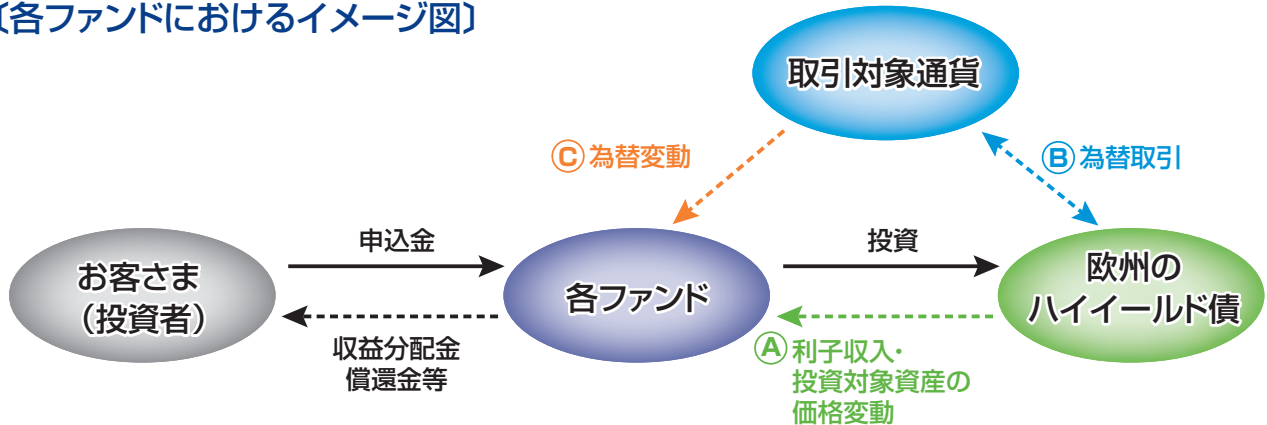 〔各ファンドにおけるイメージ図〕
取引対象通貨
Ⓒ為替変動
Ⓑ為替取引
申込金
投資
お客さま
（投資者）
各ファンド
欧州の
ハイイールド債
収益分配金
償還金等
Ⓐ利子収入・
投資対象資産の
価格変動